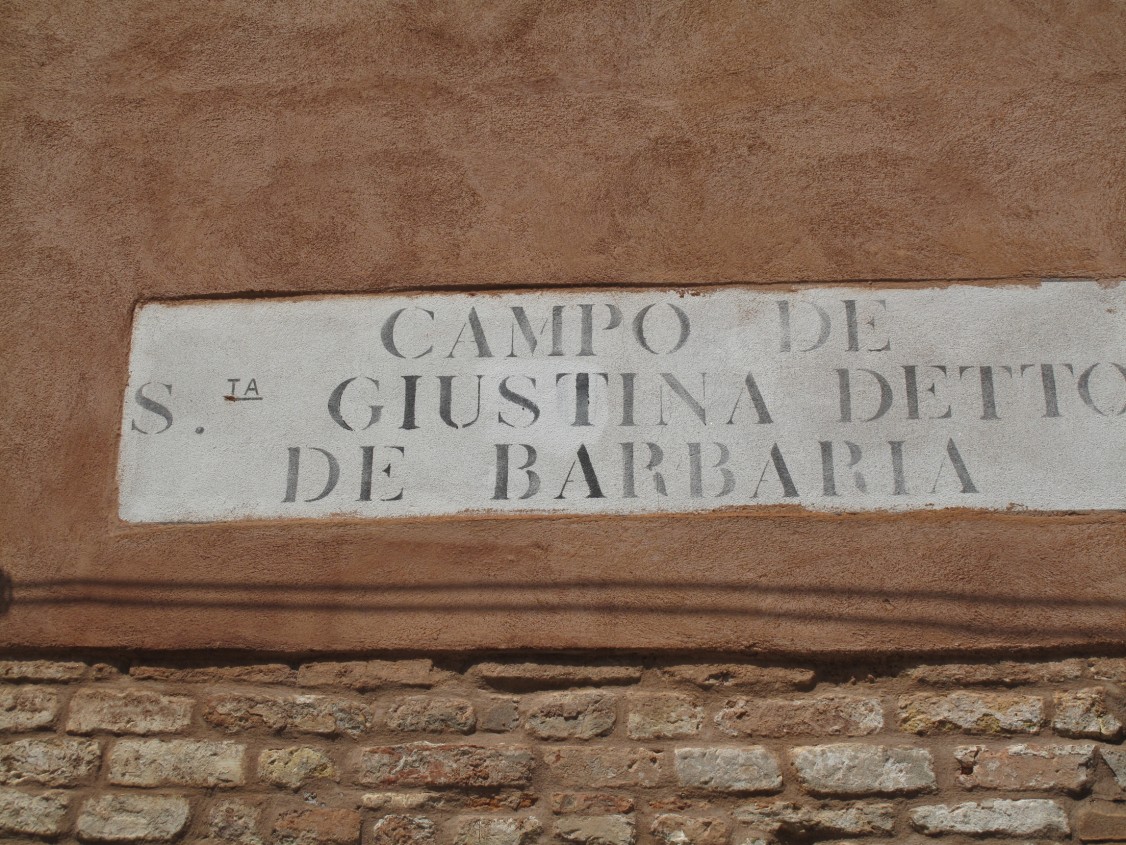 CAMPO DE
S.TA GIUSTINA DETTO
DE BARBARIA